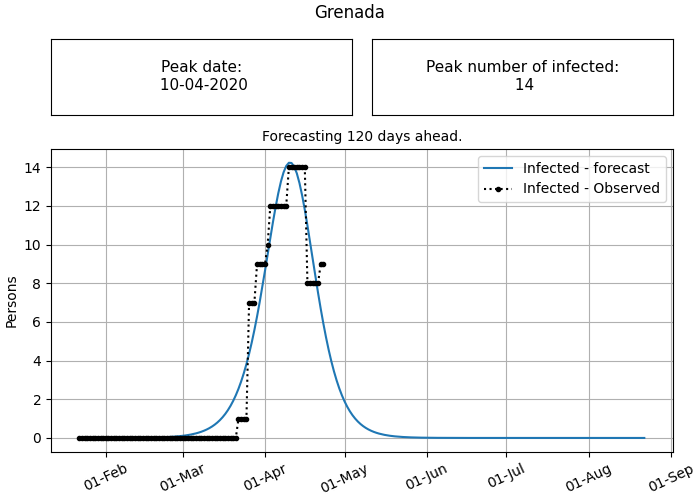 Grenada
Peak date:
10-04-2020
Peak number of infected:
14
Forecasting 120 days ahead.
Infected - forecast
Infected - Observed
Persons
14
12
10
8
6
4
2
0
01-Feb
01-Mar
01-Apr
01-May
01-Jun
01-Jul
01-Aug
01-Sep